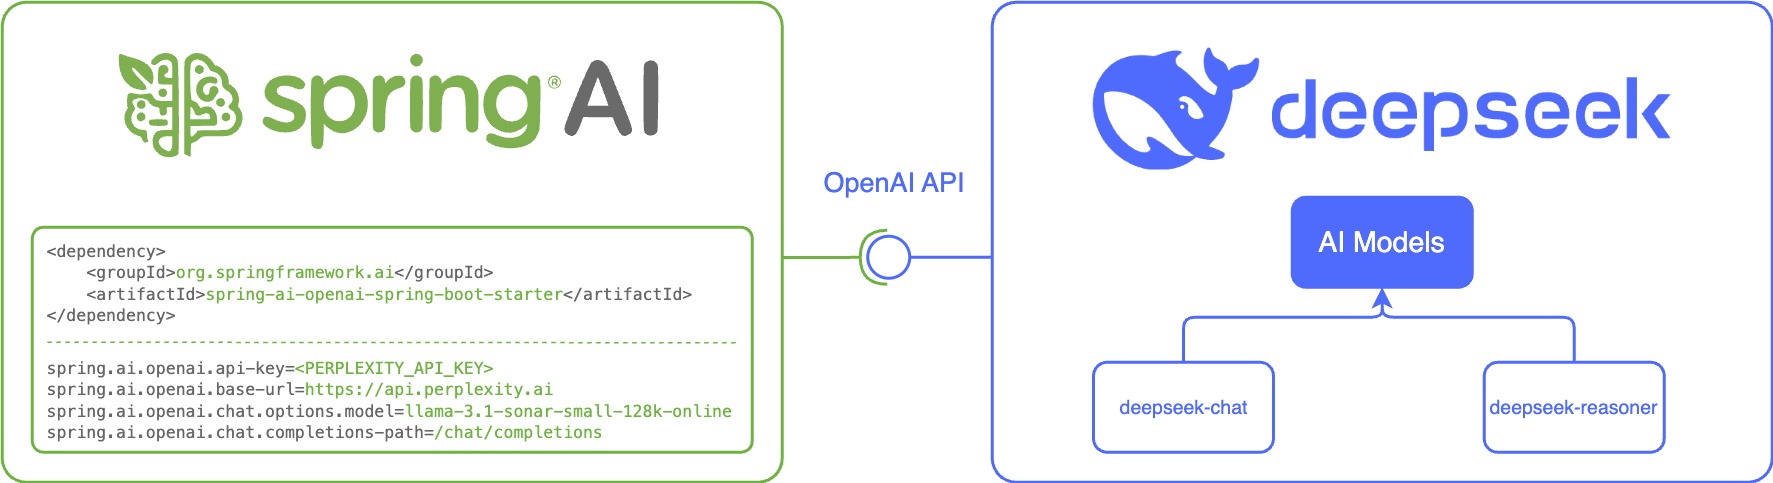 spring® AI
<dependency>
<groupId>org.springframework.ai</groupId>
<artifactId>spring-ai-openai-spring-boot-starter</artifactId>
</dependency>
spring.ai.openai.api-key=<PERPLEXITY_API_KEY>
spring.ai.openai.base-url=https://api.perplexity.ai
spring.ai.openai.chat.options.model=llama-3.1-sonar-small-128k-online
spring.ai.openai.chat.completions-path=/chat/completions
OpenAI API
deepseek
AI Models
deepseek-chat
deepseek-reasoner